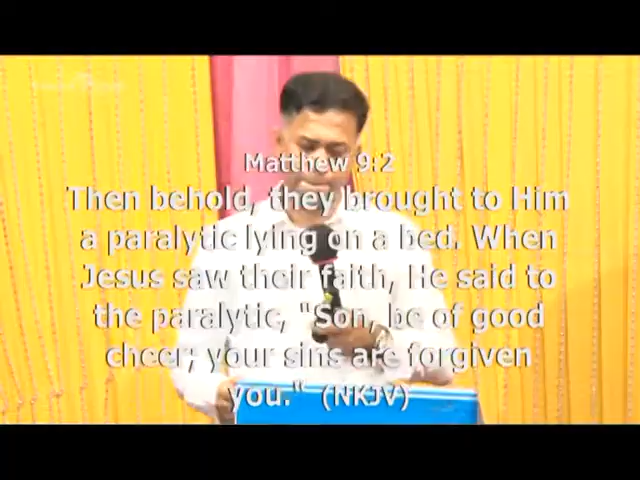 Matthew 9:2
Then behold, they brought to Him
a paralytic lying on a bed. When
Jesus saw their faith, He said to
the paralytic, "Son, be of good
cheer; your sins are forgiven
you." (NKJV)